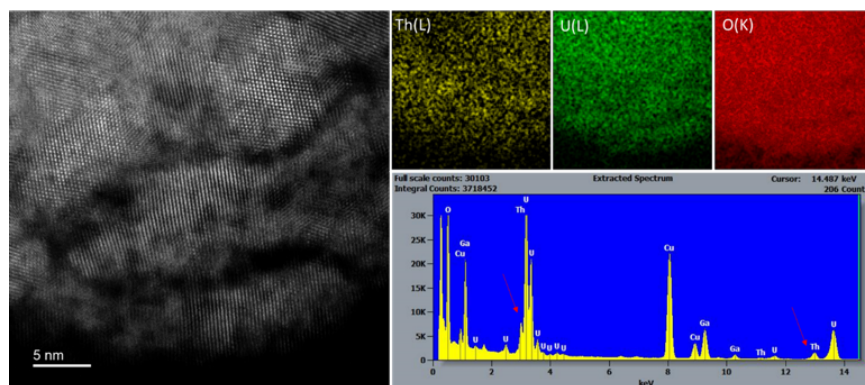 Th(L)
U(L)
O(K)
Full scale counts: 30103 Extracted Spectrum Cursor: 14.487 keV
Integral Counts: 3718452 206 Count
30K
25K
20K
15K
10K
5K
0K
O
Ga
Cu
U
Th
U
U
U
U
U
U
U
U
Cu
Cu
Ga
Ga
Th
U
Th
U
0 2 4 6 8 10 12 14
keV
5 nm